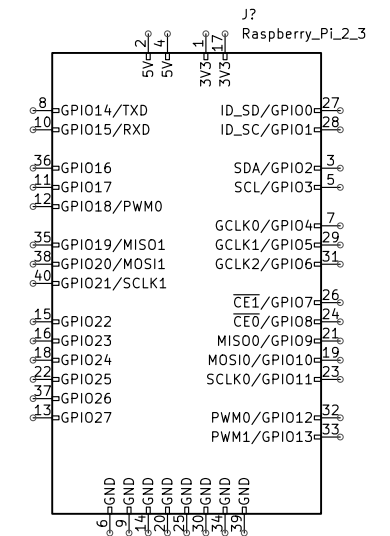 J?
Raspberry_Pi_2_3
2 4 1 17
5V 5V 3V3 3V3
8 GPIO14/TXD ID_SD/GPIO0 27
10 GPIO15/RXD ID_SC/GPIO1 28
36 GPIO16 SDA/GPIO2 3
11 GPIO17 SCL/GPIO3 5
12 GPIO18/PWM0
GCLK0/GPIO4 7
35 GPIO19/MISO1 GCLK1/GPIO5 29
38 GPIO20/MOSI1 GCLK2/GPIO6 31
40 GPIO21/SCLK1
CE1/GPIO7 26
15 GPIO22 CE0/GPIO8 24
16 GPIO23 MISO0/GPIO9 21
18 GPIO24 MOSI0/GPIO10 19
22 GPIO25 SCLK0/GPIO11 23
37 GPIO26
13 GPIO27 PWM0/GPIO12 32
PWM1/GPIO13 33
GND GND GND GND GND GND GND GND
6 9 14 20 25 30 34 39